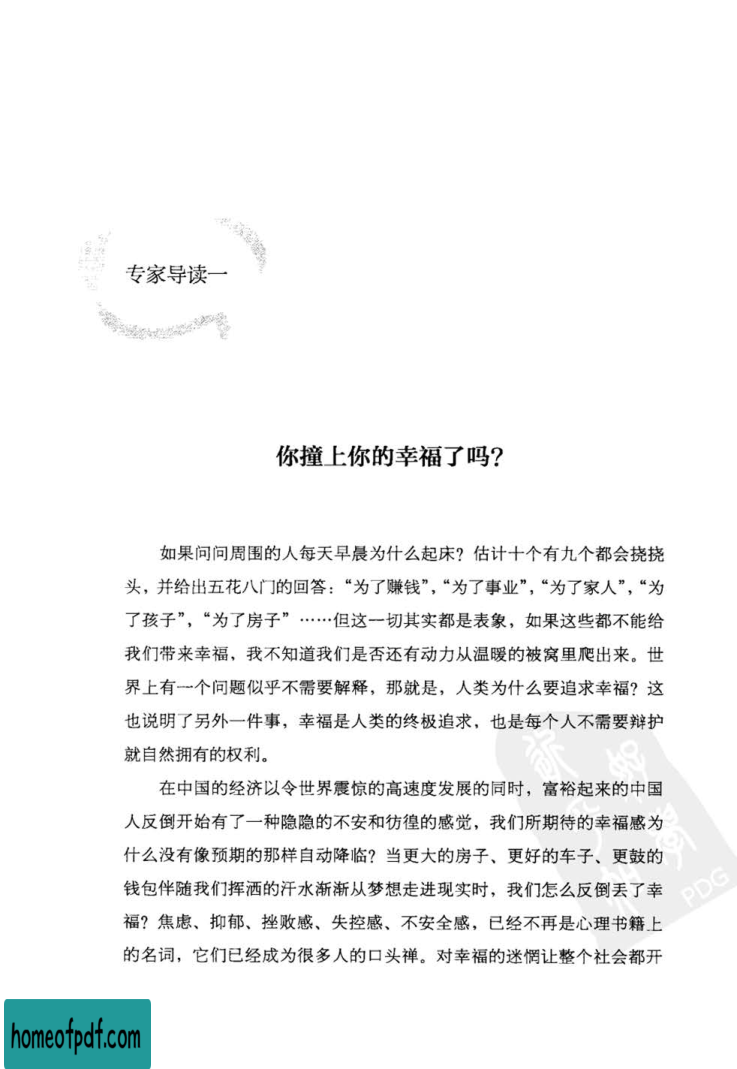 专家导读一
你撞上你的幸福了吗?
如果问问周围的人每天早晨为什么起床?估计十个有九个都会挠挠
头,并给出五花八门的回答:“为了赚钱”,“为了事业”,“为了家人”,“为
了孩子”,“为了房子”……但这一切其实都是表象,如果这些都不能给
我们带来幸福,我不知道我们是否还有动力从温暖的被窝里爬出来。世
界上有一个问题似乎不需要解释,那就是,人类为什么要追求幸福?这
也说明了另外一件事,幸福是人类的终极追求,也是每个人不需要辩护
就自然拥有的权利。
在中国的经济以令世界震惊的高速度发展的同时,富裕起来的中国
人反倒开始有了一种隐隐的不安和彷徨的感觉,我们所期待的幸福感为
什么没有像预期的那样自动降临?当更大的房子、更好的车子、更鼓的
钱包伴随我们挥洒的汗水渐渐从梦想走进现实时,我们怎么反倒丢了幸
福?焦虑、抑郁、挫败感、失控感、不安全感,已经不再是心理书籍上
的名词,它们已经成为很多人的口头禅。对幸福的迷惘让整个社会都开
PDG
homeofpdf.com